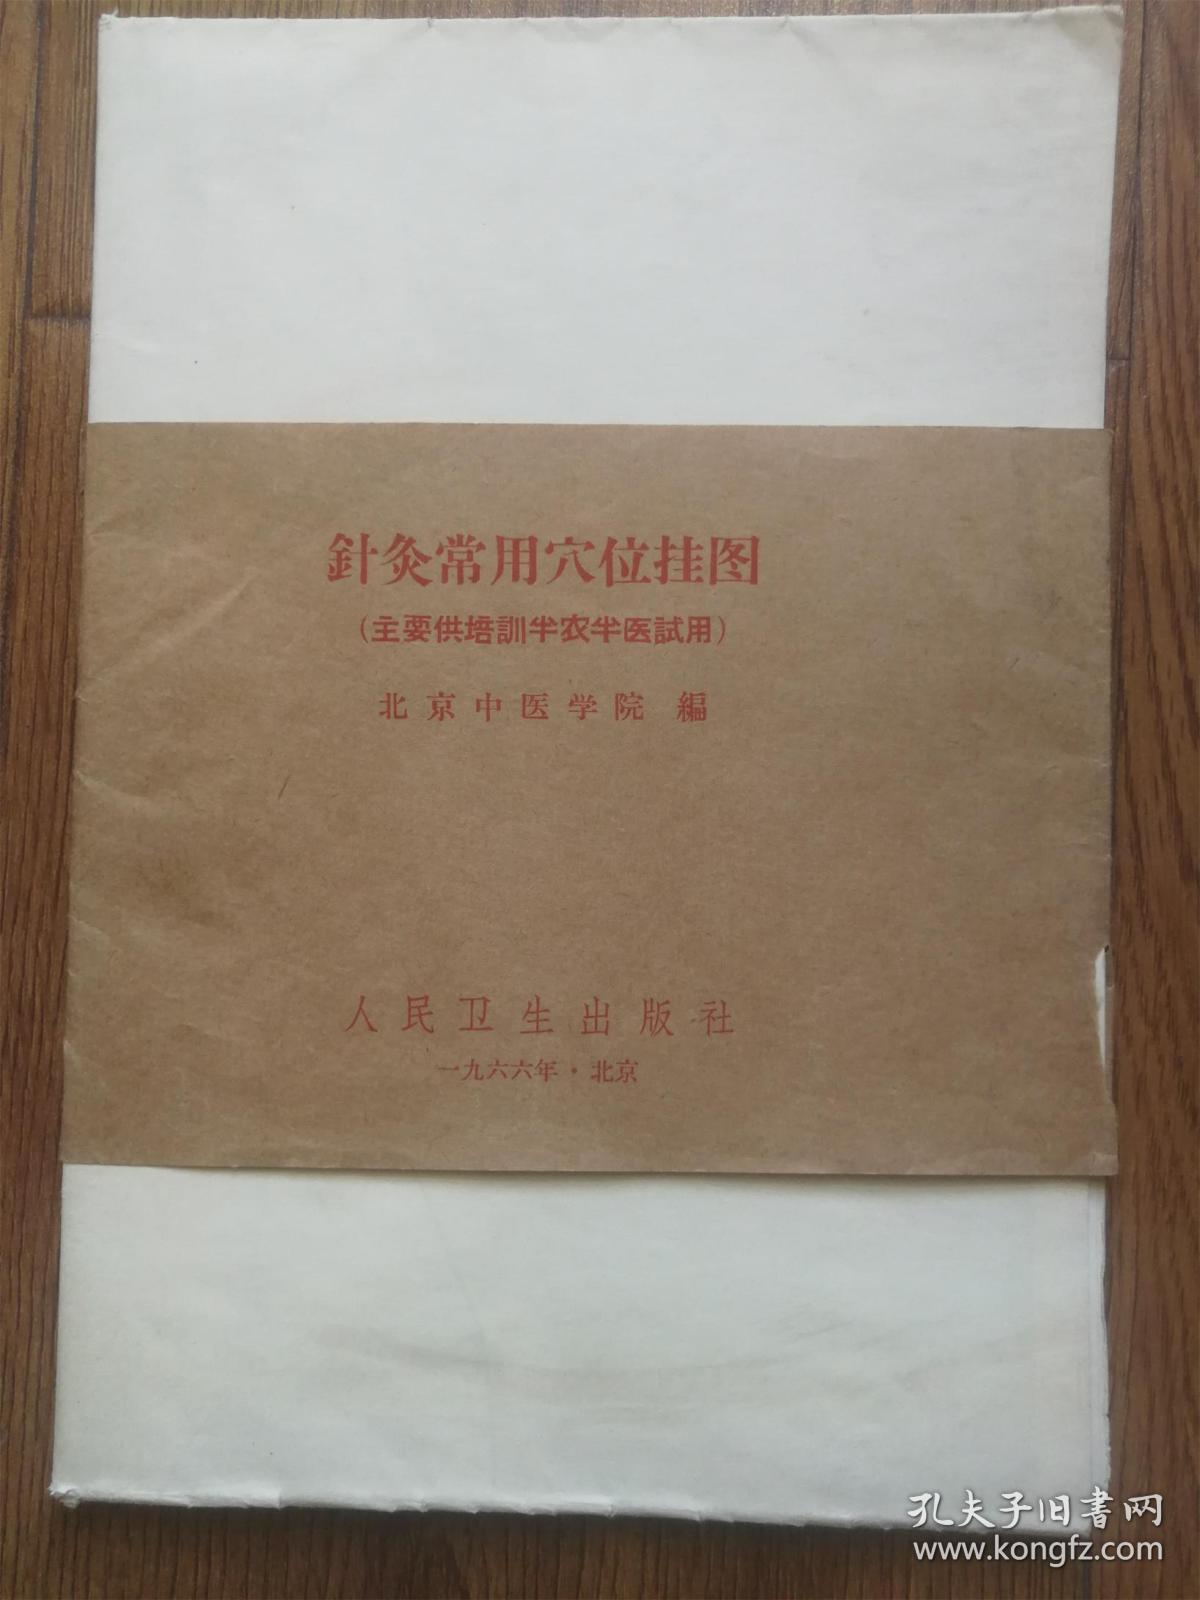 針灸常用穴位挂图
（主要供培訓半农半医試用）
北京中医学院 編
人民卫生出版社
一九六六年·北京
孔夫子旧書网
www.kongfz.com